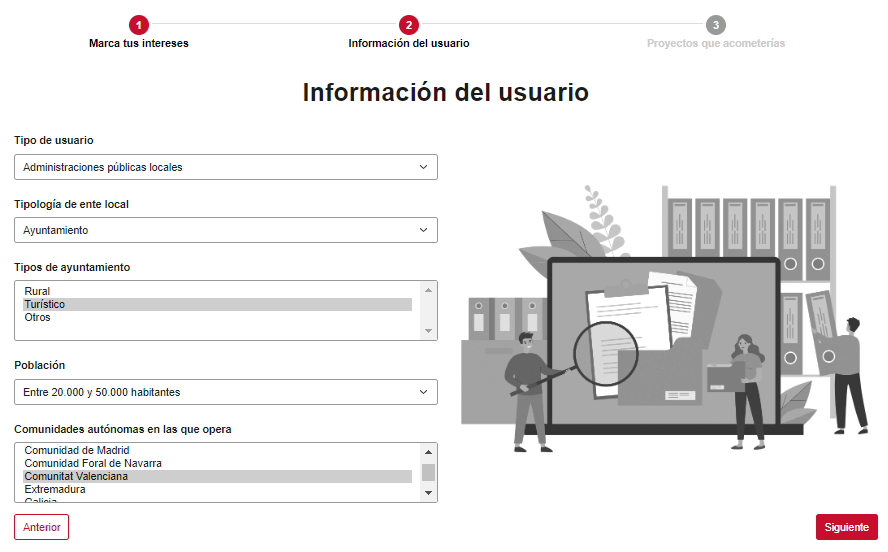 1
2
3
Marca tus intereses
Información del usuario
Proyectos que acometerías
Información del usuario
Tipo de usuario
Administraciones públicas locales
Tipología de ente local
Ayuntamiento
Tipos de ayuntamiento
Rural
Turístico
Otros
Población
Entre 20.000 y 50.000 habitantes
Comunidades autónomas en las que opera
Comunidad de Madrid
Comunidad Foral de Navarra
Comunitat Valenciana
Extremadura
Galicia
Anterior
Siguiente